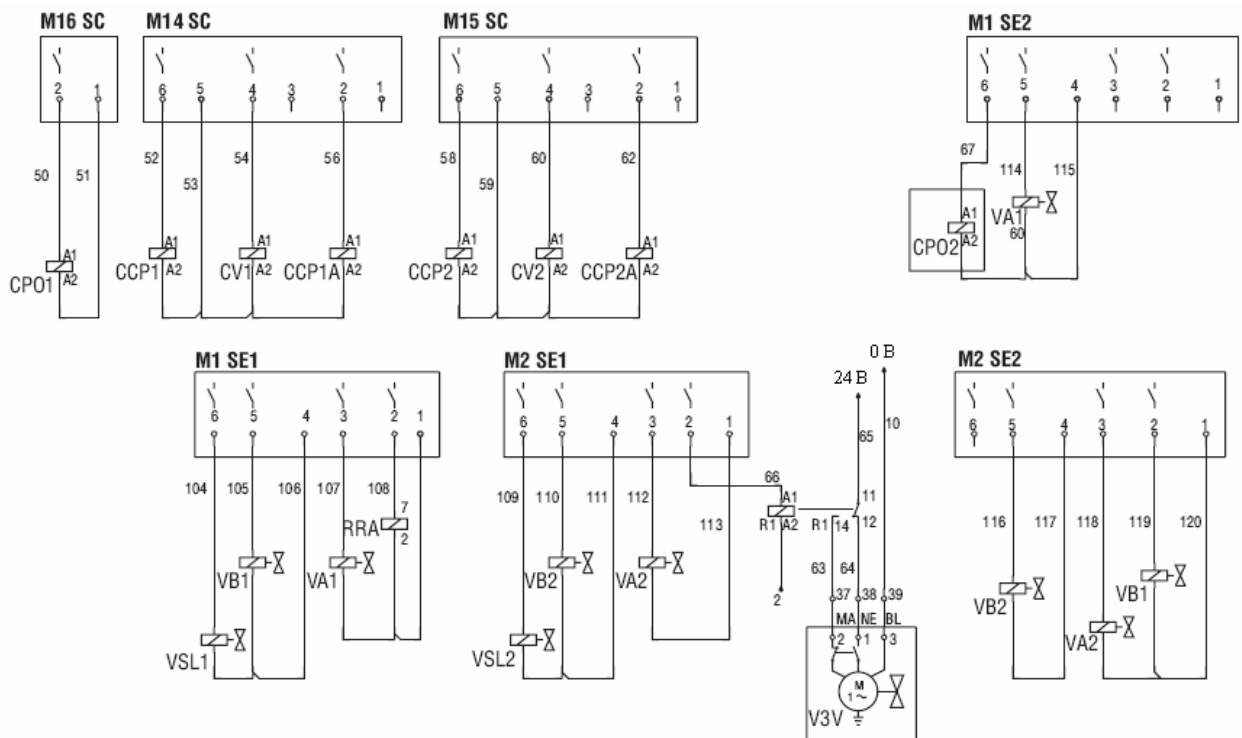 M16 SC M14 SC M15 SC M1 SE2
2 1 6 5 4 3 2 1 6 5 4 3 2 1 6 5 4 3 2 1
67
50 51 52 53 54 56 58 59 60 62 114 115
A1 VA1
CPO2 A2 60
A1 A1 A1 A1 A1 A1 A1
CPO1 A2 CCP1 A2 CV1 A2 CCP1A A2 CCP2 A2 CV2 A2 CCP2A A2
0 В
M1 SE1 M2 SE1 24 В M2 SE2
6 5 4 3 2 1 6 5 4 3 2 1 65 10 6 5 4 3 2 1
104 105 106 107 108 109 110 111 112 113 66
7 A1 11
RRA R1 A2 R1 14 12 116 117 118 119 120
2
VB1 VA1 VB2 VA2 63 64 VB1
2 37 38 39 VB2
MA NE BL
VSL1 VSL2 2 1 3 VA2
M
1~
V3V